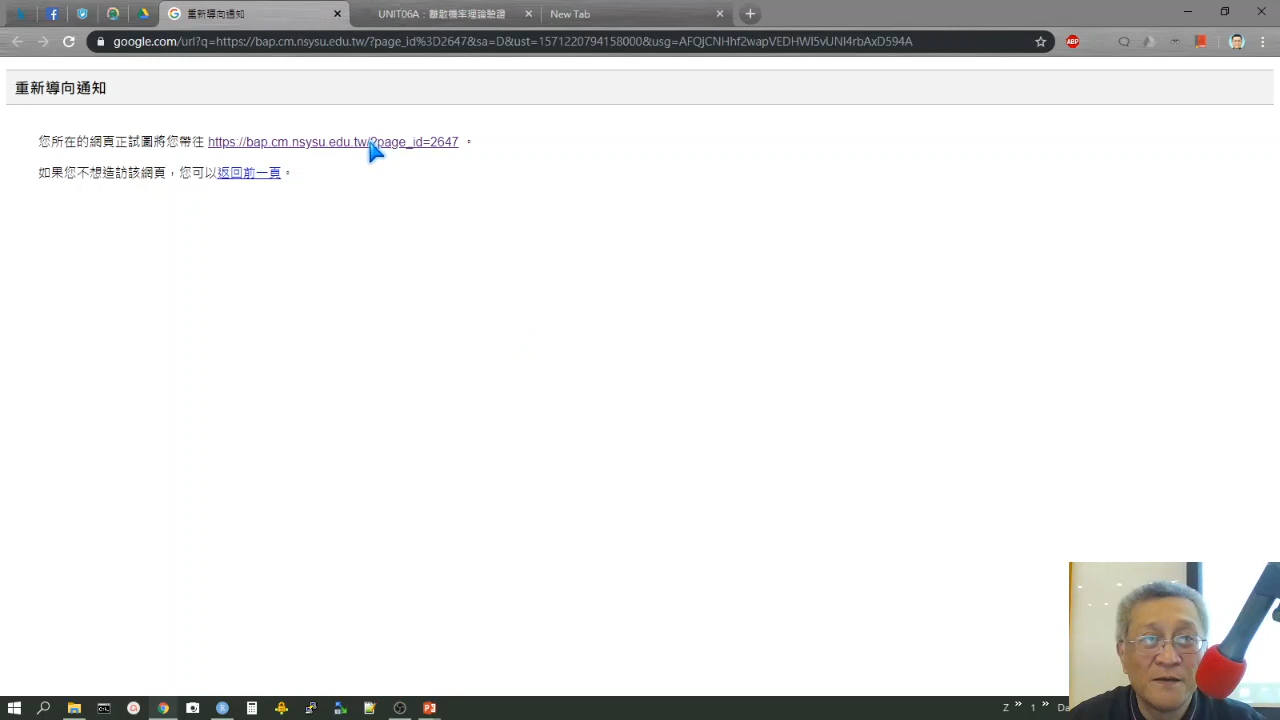 重新導向通知
UNIT06A：離散機率理論驗證
New Tab
google.com/url?q=https://bap.cm.nsysu.edu.tw/?page_id%3D2647&sa=D&ust=1571220794158000&usg=AFQjCNHhf2wapVEDHWI5vUNI4rbAxD594A
ABP
重新導向通知
您所在的網頁正試圖將您帶往 https://bap.cm.nsysu.edu.tw/?page_id=2647 。
如果您不想造訪該網頁，您可以返回前一頁。
Z » 1 » Da